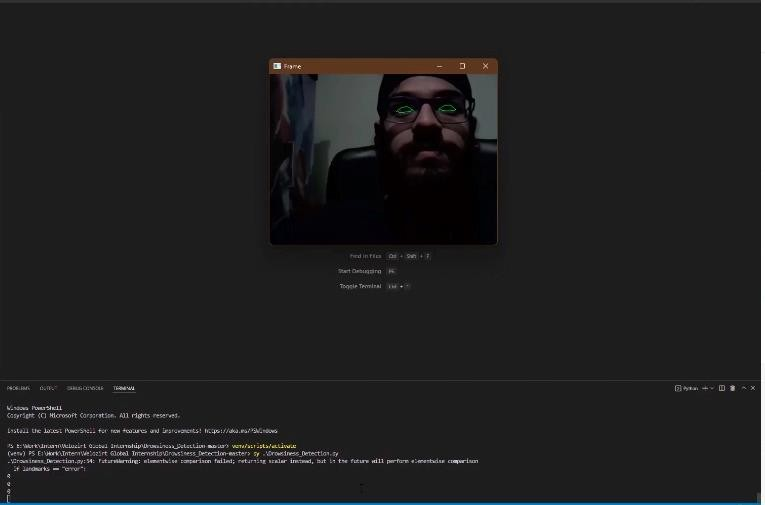 Frame
Find in Files Ctrl + Shift + F
Start Debugging F5
Toggle Terminal Ctrl + `
PROBLEMS OUTPUT DEBUG CONSOLE TERMINAL
Python
Windows PowerShell
Copyright (C) Microsoft Corporation. All rights reserved.
Install the latest PowerShell for new features and improvements! https://aka.ms/PSWindows
PS E:\Work\Intern\Velozirt Global Internship\Drowsiness_Detection-master> venv/scripts/activate
(venv) PS E:\Work\Intern\Velozirt Global Internship\Drowsiness_Detection-master> py .\Drowsiness_Detection.py
.\Drowsiness_Detection.py:54: FutureWarning: elementwise comparison failed; returning scalar instead, but in the future will perform elementwise comparison
if landmarks == "error":
0
0
0